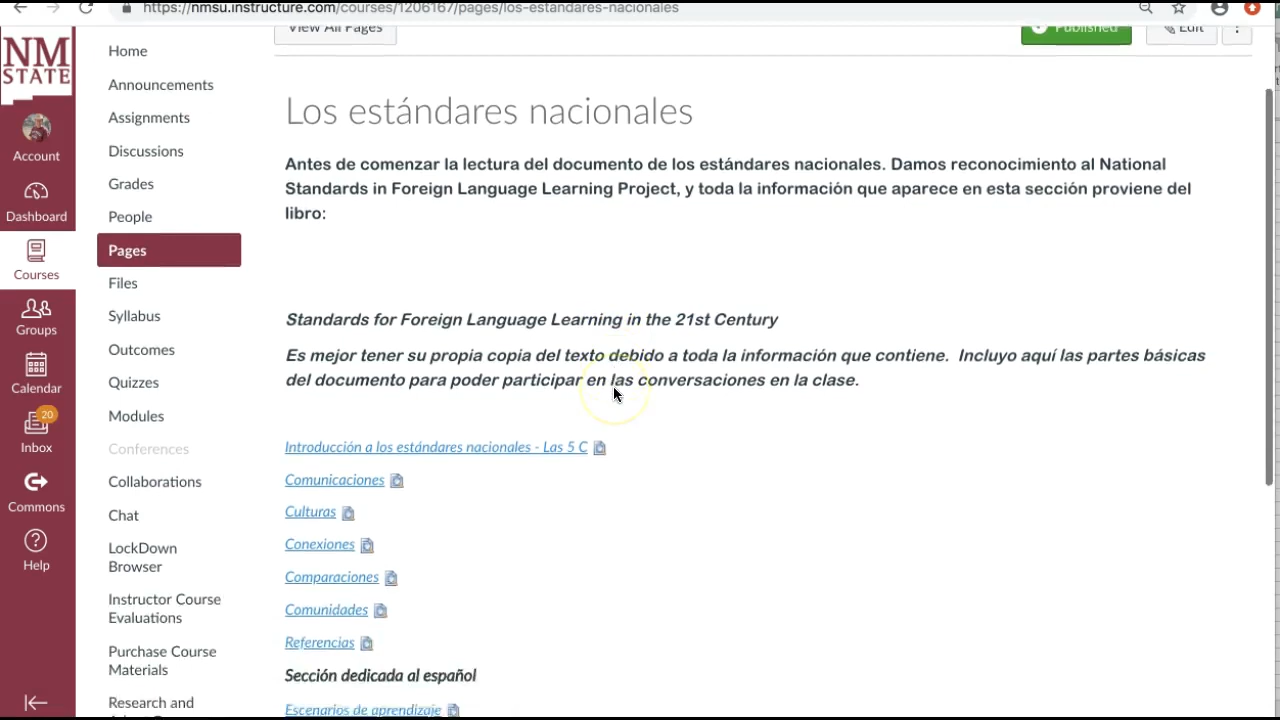 https://nmsu.instructure.com/courses/1206167/pages/los-estandares-nacionales
View All Pages
Published
Edit
NM
STATE
Account
Dashboard
Courses
Groups
Calendar
20
Inbox
Commons
Help
Home
Announcements
Assignments
Discussions
Grades
People
Pages
Files
Syllabus
Outcomes
Quizzes
Modules
Conferences
Collaborations
Chat
LockDown
Browser
Instructor Course
Evaluations
Purchase Course
Materials
Research and
Los estándares nacionales
Antes de comenzar la lectura del documento de los estándares nacionales. Damos reconocimiento al National
Standards in Foreign Language Learning Project, y toda la información que aparece en esta sección proviene del
libro:
Standards for Foreign Language Learning in the 21st Century
Es mejor tener su propia copia del texto debido a toda la información que contiene. Incluyo aquí las partes básicas
del documento para poder participar en las conversaciones en la clase.
Introducción a los estándares nacionales - Las 5 C
Comunicaciones
Culturas
Conexiones
Comparaciones
Comunidades
Referencias
Sección dedicada al español
Escenarios de aprendizaje